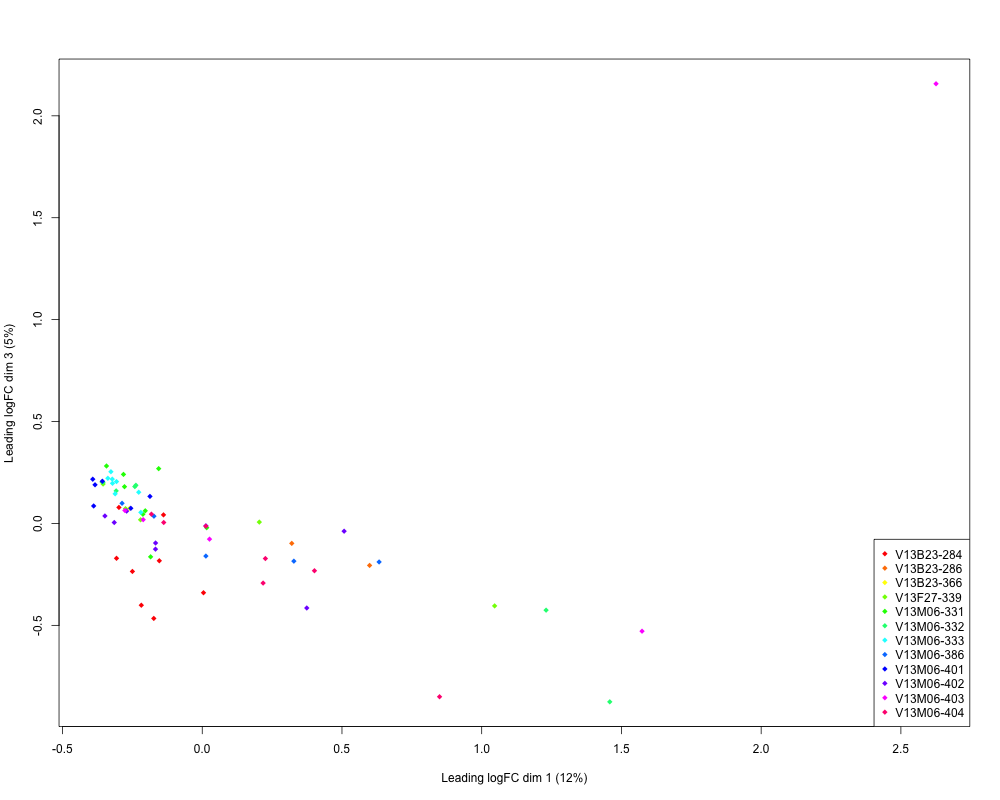 2.0
1.5
1.0
0.5
0.0
-0.5
Leading logFC dim 3 (5%)
V13B23-284
V13B23-286
V13B23-366
V13F27-339
V13M06-331
V13M06-332
V13M06-333
V13M06-386
V13M06-401
V13M06-402
V13M06-403
V13M06-404
-0.5 0.0 0.5 1.0 1.5 2.0 2.5
Leading logFC dim 1 (12%)